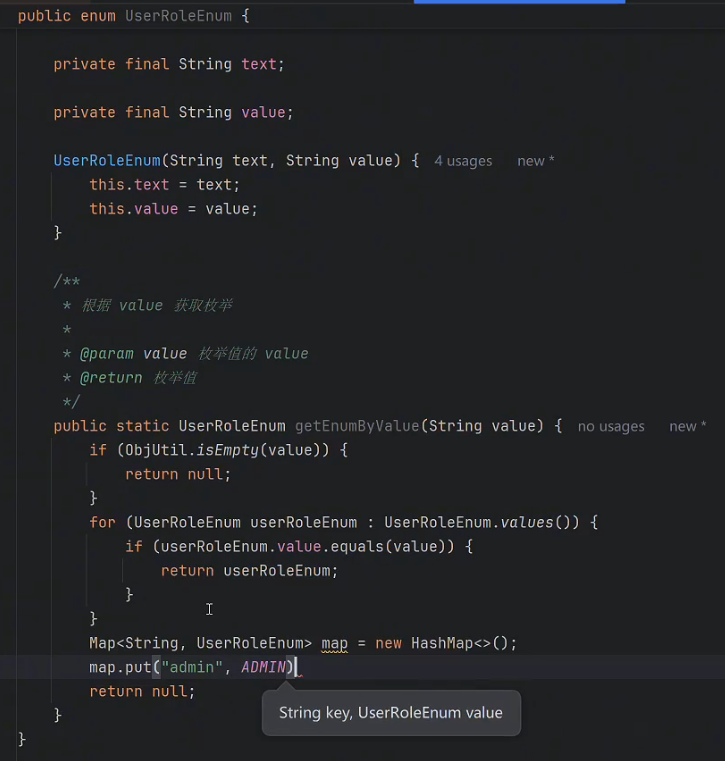 public enum UserRoleEnum {
private final String text;
private final String value;
UserRoleEnum(String text, String value) { 4 usages new *
this.text = text;
this.value = value;
}
/**
* 根据 value 获取枚举
*
* @param value 枚举值的 value
* @return 枚举值
*/
public static UserRoleEnum getEnumByValue(String value) { no usages new *
if (ObjUtil.isEmpty(value)) {
return null;
}
for (UserRoleEnum userRoleEnum : UserRoleEnum.values()) {
if (userRoleEnum.value.equals(value)) {
return userRoleEnum;
}
}
Map<String, UserRoleEnum> map = new HashMap<>();
map.put("admin", ADMIN)
return null;
String key, UserRoleEnum value
}
}